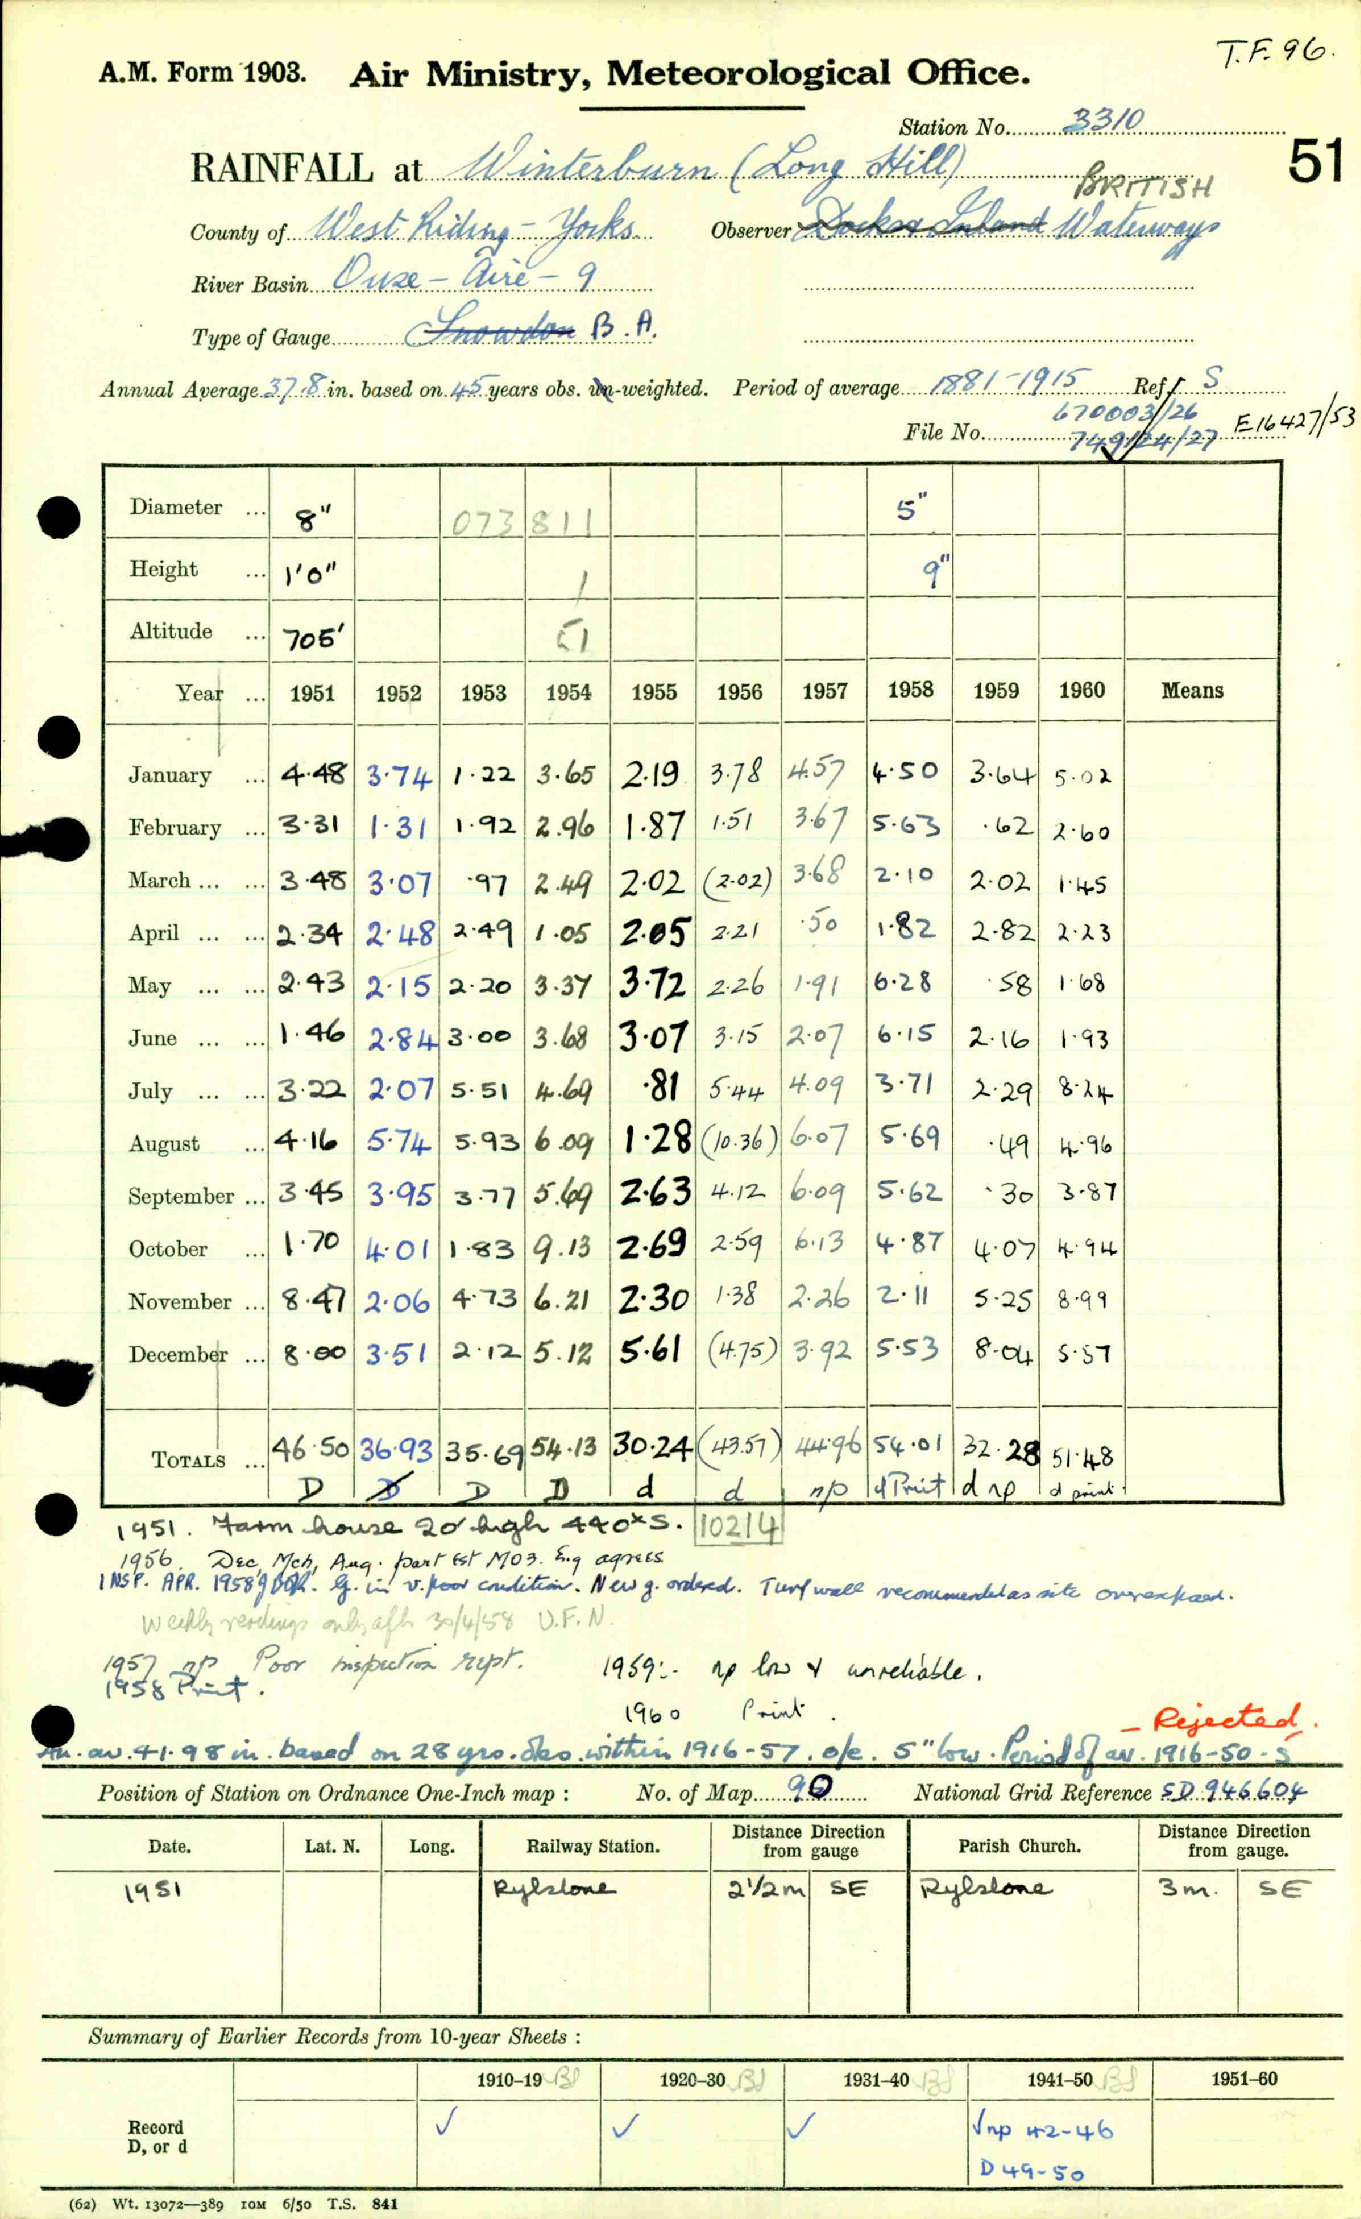 T.F. 96.
A.M. Form 1903. Air Ministry, Meteorological Office.
Station No. 3310
51
RAINFALL at Winterburn (Long Hill)
BRITISH
County of West Riding - Yorks. Observer Docks & Inland Waterways
River Basin Ouse - Aire - 9
Type of Gauge Snowdon B.A.
Annual Average 37.8 in. based on 45 years obs. un-weighted. Period of average 1881-1915 Ref. S
670003/26
File No. 749124/27 E16427/53
Diameter ... 8" 073 811 5"
Height ... 1'0" 1 9"
Altitude ... 705' 51
Year ... 1951 1952 1953 1954 1955 1956 1957 1958 1959 1960 Means
January ... 4.48 3.74 1.22 3.65 2.19 3.78 4.57 4.50 3.64 5.02
February ... 3.31 1.31 1.92 2.96 1.87 1.51 3.67 5.63 .62 2.60
March ... ... 3.48 3.07 .97 2.49 2.02 (2.02) 3.68 2.10 2.02 1.45
April ... ... 2.34 2.48 2.49 1.05 2.05 2.21 .50 1.82 2.82 2.23
May ... ... 2.43 2.15 2.20 3.37 3.72 2.26 1.91 6.28 .58 1.68
June ... ... 1.46 2.84 3.00 3.68 3.07 3.15 2.07 6.15 2.16 1.93
July ... ... 3.22 2.07 5.51 4.69 .81 5.44 4.09 3.71 2.29 8.24
August ... 4.16 5.74 5.93 6.09 1.28 (10.36) 6.07 5.69 .49 4.96
September ... 3.45 3.95 3.77 5.69 2.63 4.12 6.09 5.62 .30 3.87
October ... 1.70 4.01 1.83 9.13 2.69 2.59 6.13 4.87 4.07 4.94
November ... 8.47 2.06 4.73 6.21 2.30 1.38 2.26 2.11 5.25 8.99
December ... 8.00 3.51 2.12 5.12 5.61 (4.75) 3.92 5.53 8.04 5.57
TOTALS ... 46.50 36.93 35.69 54.13 30.24 (43.57) 44.96 54.01 32.28 51.48
D D D D d d np d Print d np d print
1951. Farm house 20' high 440x S. 10214
1956. Dec, Mch, Aug. part est MO3. Eng agrees
INSP. APR. 1958 G. in v. poor condition. New g. ordered. Turf wall recommended as site overexposed.
Weekly readings only after 30/4/58 U.F.N.
1957 np Poor inspection rept. 1959:- np low & unreliable.
1958 Print.
1960 Print.
- Rejected.
An. av. 41.98 in. based on 28 yrs. obs. within 1916-57. o/e. 5" low. Period of av. 1916-50 - S
Position of Station on Ordnance One-Inch map : No. of Map 90 National Grid Reference SD 946604
Date. Lat. N. Long. Railway Station. Distance from gauge Direction Parish Church. Distance from gauge. Direction
1951 Rylstone 2½m SE Rylstone 3m. SE
Summary of Earlier Records from 10-year Sheets :
1910-19 1920-30 1931-40 1941-50 1951-60
Record D, or d ✓ ✓ ✓ ✓ np 42-46
D 49-50
(62) Wt. 13072—389 10M 6/50 T.S. 841